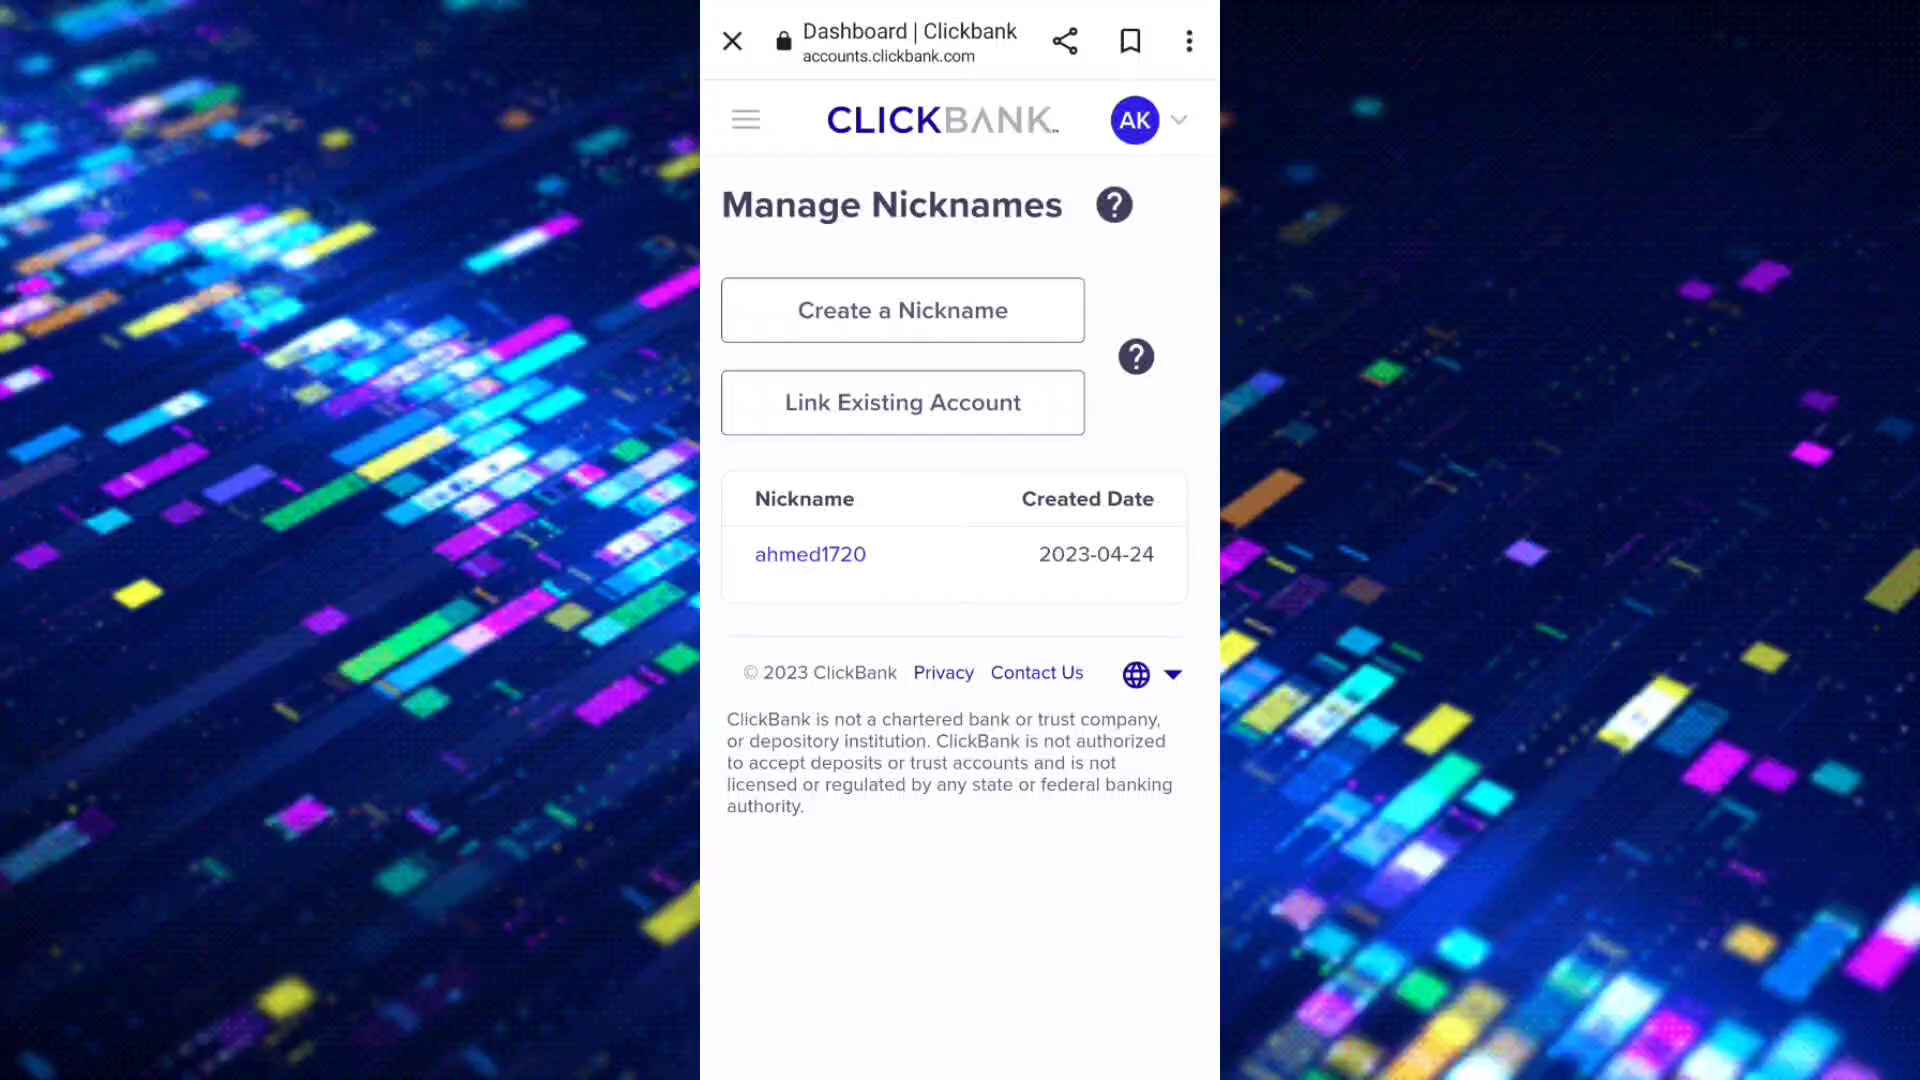 Dashboard | Clickbank
accounts.clickbank.com
CLICKBANK™
AK
Manage Nicknames ?
Create a Nickname
?
Link Existing Account
Nickname Created Date
ahmed1720 2023-04-24
© 2023 ClickBank Privacy Contact Us
ClickBank is not a chartered bank or trust company,
or depository institution. ClickBank is not authorized
to accept deposits or trust accounts and is not
licensed or regulated by any state or federal banking
authority.